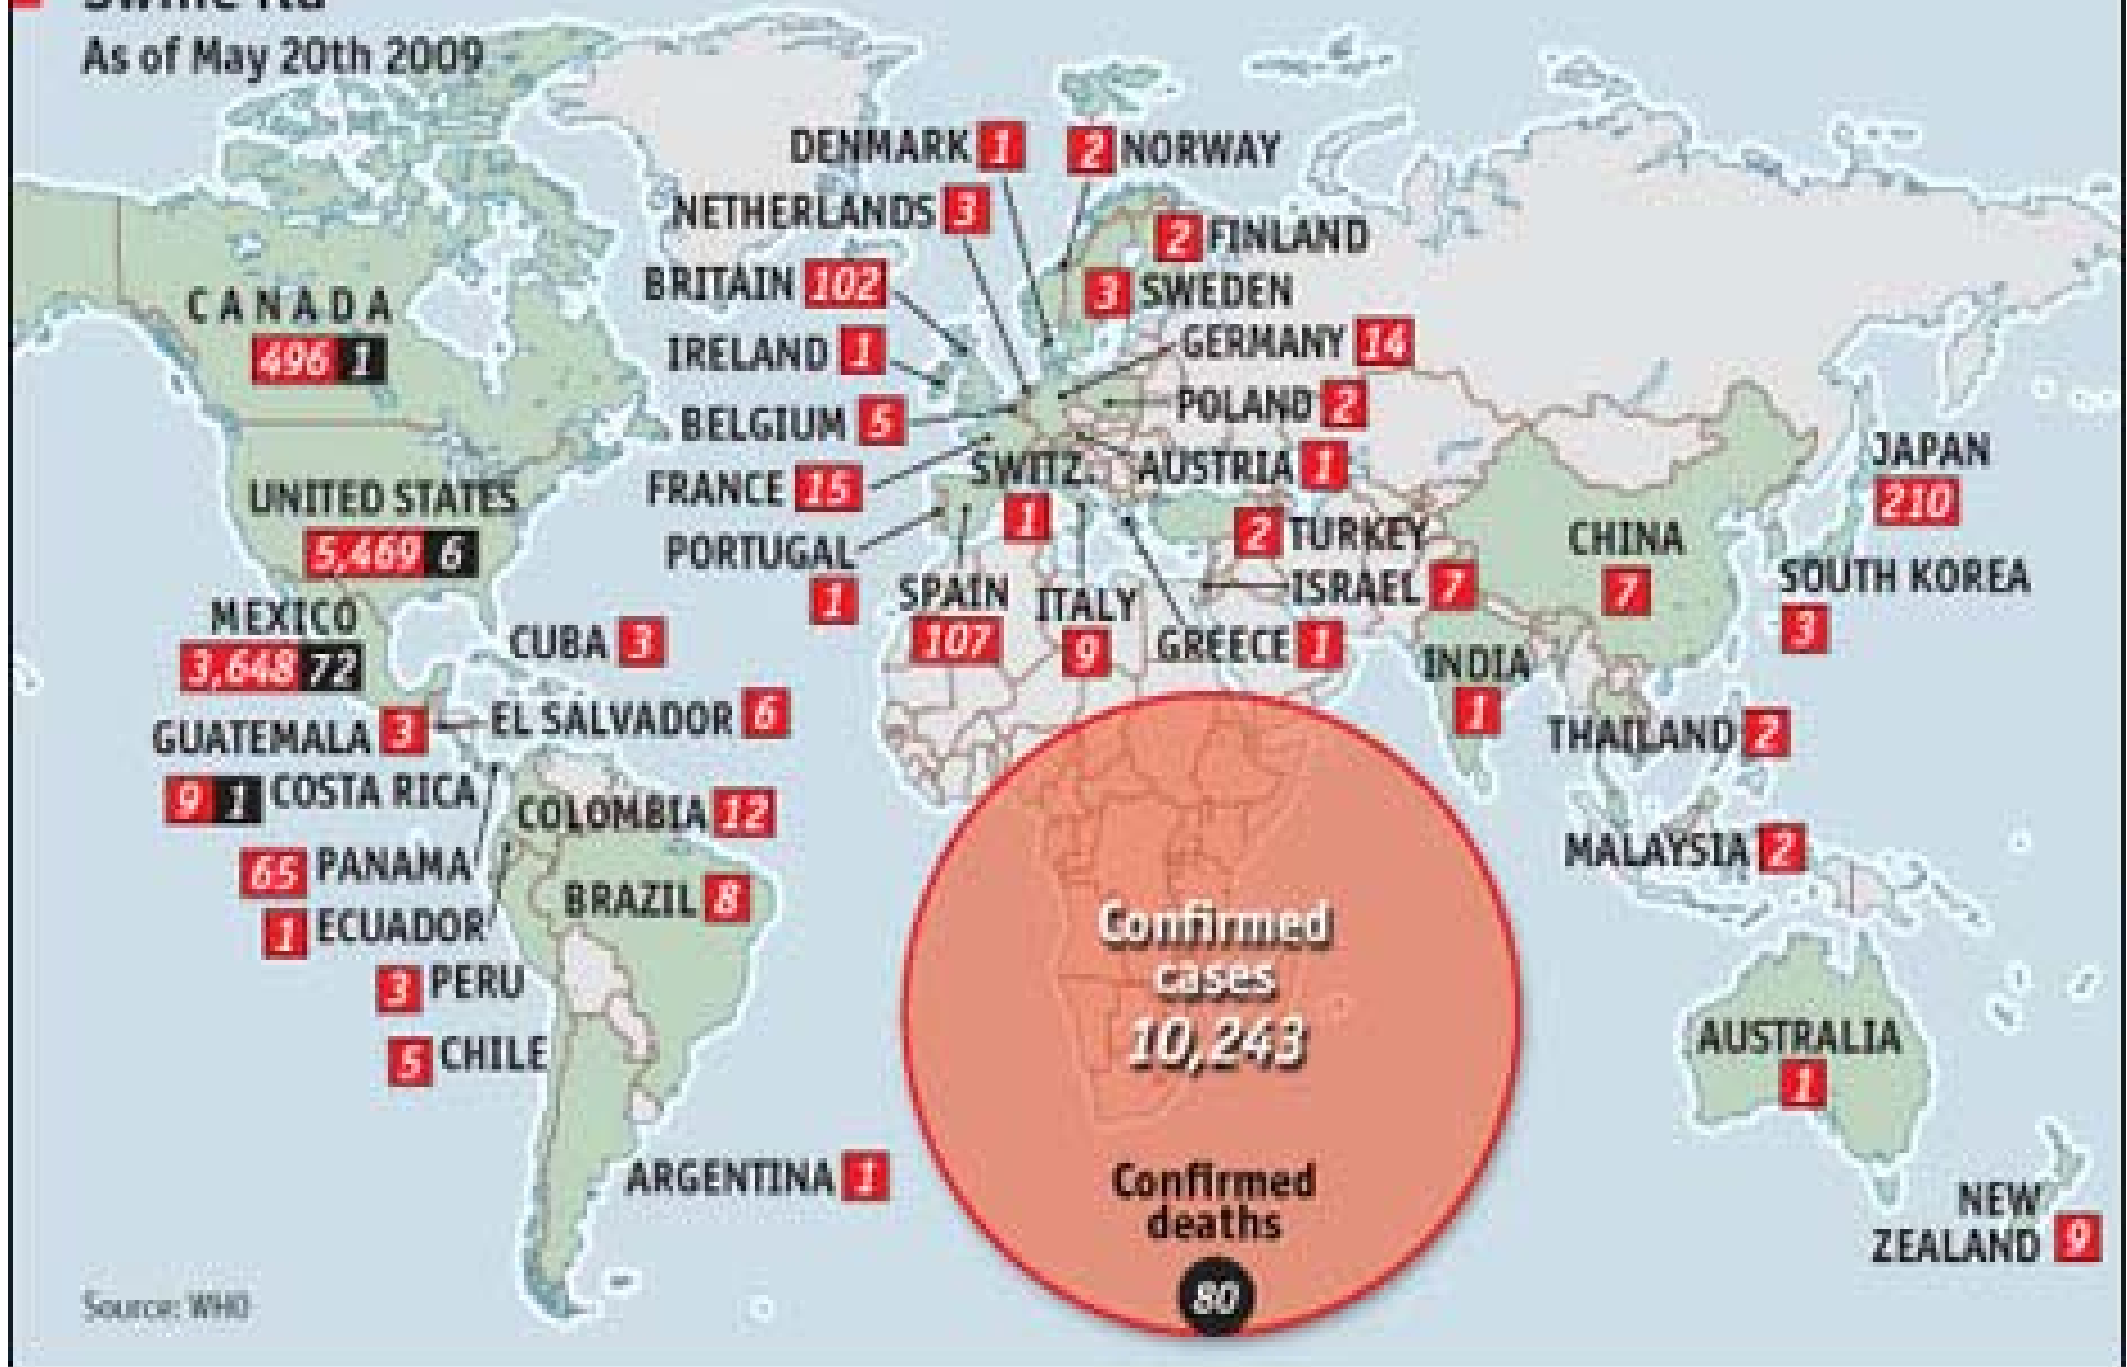 As of May 20th 2009
DENMARK 1
2 NORWAY
NETHERLANDS 3
2 FINLAND
BRITAIN 102
3 SWEDEN
CANADA
496 1
IRELAND 1
GERMANY 14
BELGIUM 5
POLAND 2
JAPAN
210
FRANCE 15
SWITZ.
1
AUSTRIA 1
UNITED STATES
5,469 6
PORTUGAL
1
2 TURKEY
CHINA
7
SPAIN
107
ITALY
9
ISRAEL 7
SOUTH KOREA
3
MEXICO
3,648 72
CUBA 3
GREECE 1
INDIA
1
GUATEMALA 3
EL SALVADOR 6
THAILAND 2
9 1 COSTA RICA
COLOMBIA 12
65 PANAMA
MALAYSIA 2
BRAZIL 8
1 ECUADOR
3 PERU
5 CHILE
Confirmed
cases
10,243
AUSTRALIA
1
ARGENTINA 1
Confirmed
deaths
80
NEW
ZEALAND 9
Source: WHO